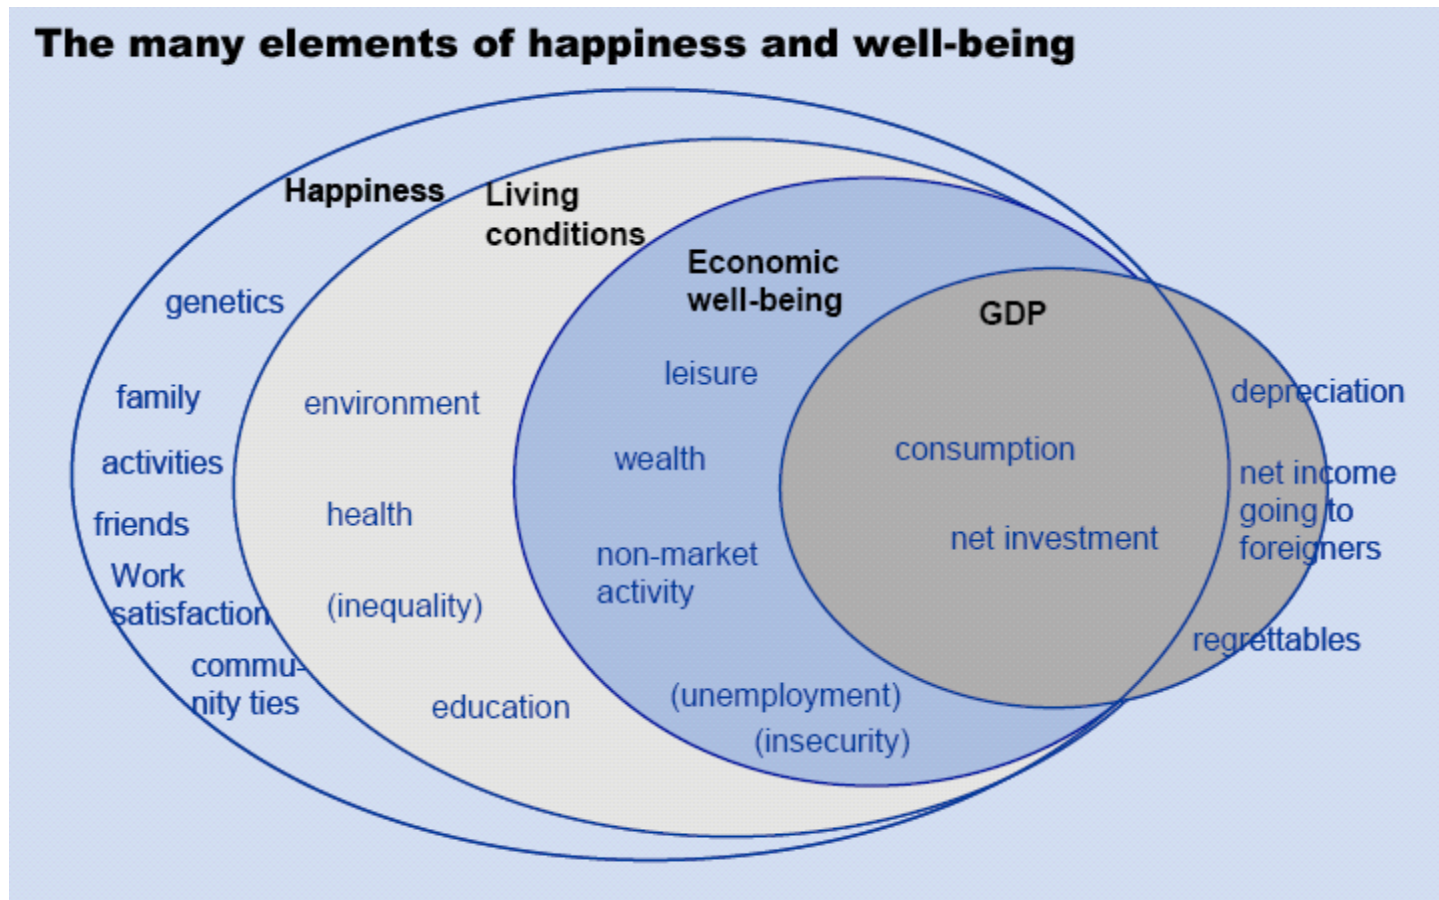 The many elements of happiness and well-being
Happiness
Living
conditions
Economic
well-being
GDP
genetics
family
activities
friends
Work
satisfaction
commu-
nity ties
environment
health
(inequality)
education
leisure
wealth
non-market
activity
(unemployment)
(insecurity)
consumption
net investment
depreciation
net income
going to
foreigners
regrettables